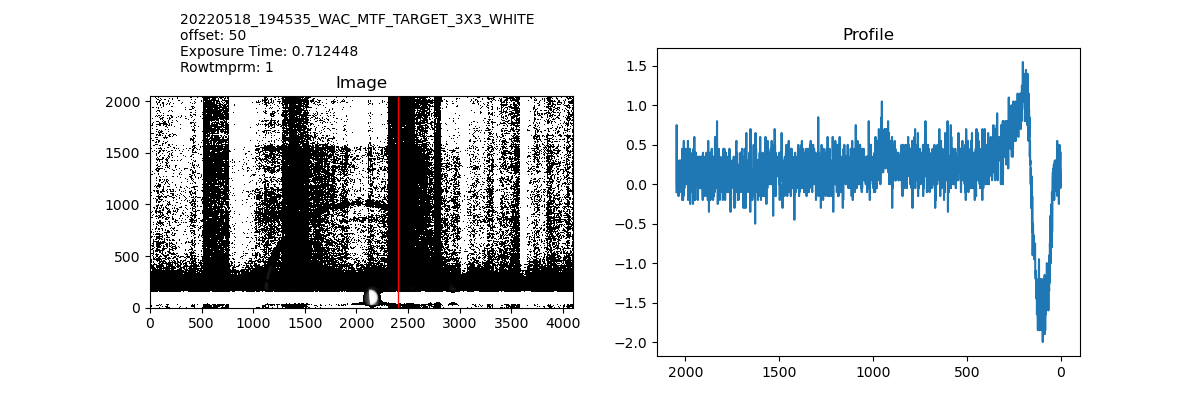 20220518_194535_WAC_MTF_TARGET_3X3_WHITE
offset: 50
Exposure Time: 0.712448
Rowtmprm: 1
Image
2000
1500
1000
500
0
0 500 1000 1500 2000 2500 3000 3500 4000
Profile
1.5
1.0
0.5
0.0
−0.5
−1.0
−1.5
−2.0
2000 1500 1000 500 0